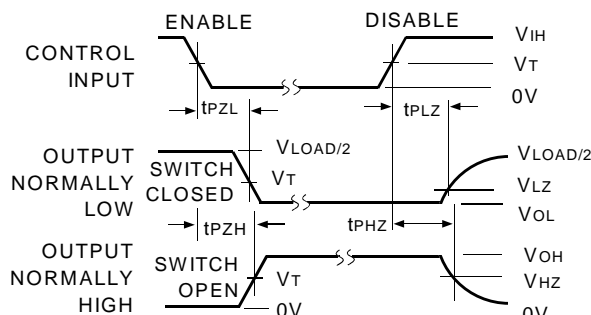 ENABLE DISABLE
CONTROL INPUT
VIH
VT
0V
tPZL tPLZ
OUTPUT NORMALLY LOW
SWITCH CLOSED
VLOAD/2
VT
VLOAD/2
VLZ
VOL
tPZH tPHZ
OUTPUT NORMALLY HIGH
SWITCH OPEN
VT
0V
VOH
VHZ
0V